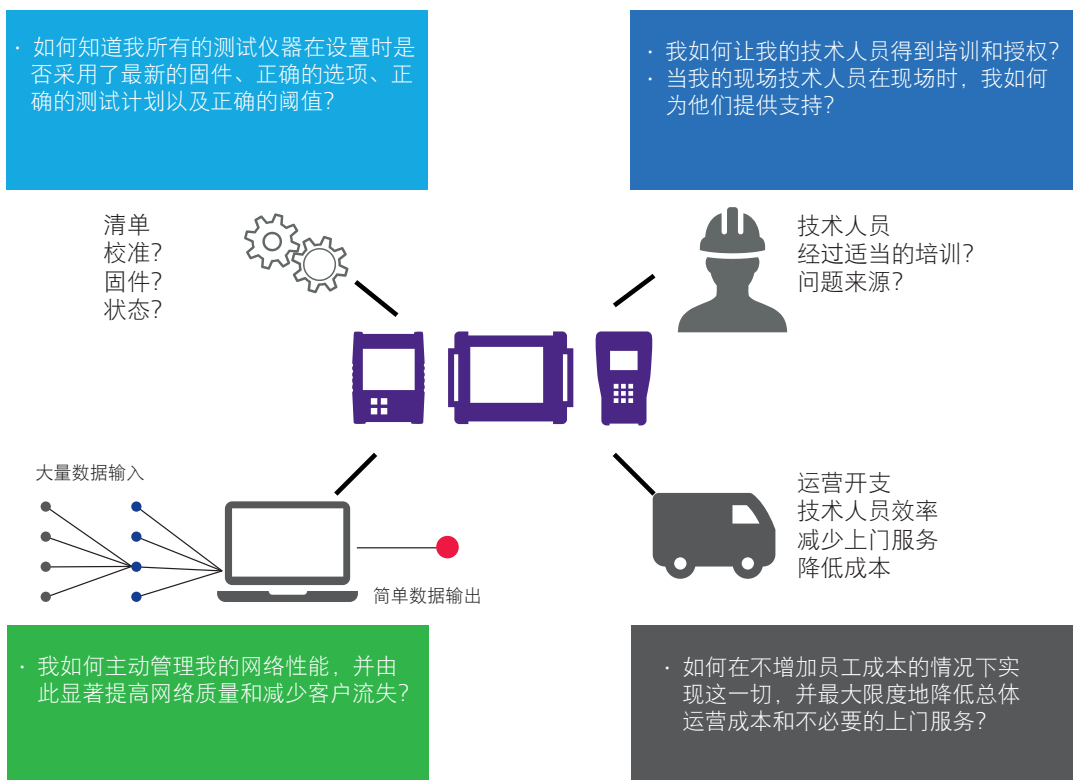 · 如何知道我所有的测试仪器在设置时是
否采用了最新的固件、正确的选项、正
确的测试计划以及正确的阈值？
· 我如何让我的技术人员得到培训和授权？
· 当我的现场技术人员在现场时，我如何
为他们提供支持？
清单
校准？
固件？
状态？
技术人员
经过适当的培训？
问题来源？
大量数据输入
简单数据输出
运营开支
技术人员效率
减少上门服务
降低成本
· 我如何主动管理我的网络性能，并由
此显著提高网络质量和减少客户流失？
· 如何在不增加员工成本的情况下实
现这一切，并最大限度地降低总体
运营成本和不必要的上门服务？